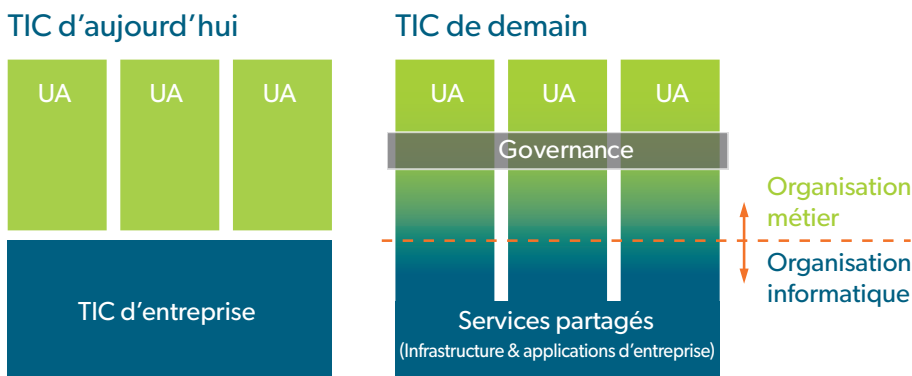 TIC d’aujourd’hui
UA
UA
UA
TIC d’entreprise
TIC de demain
UA
UA
UA
Governance
Services partagés
(Infrastructure & applications d’entreprise)
Organisation
métier
Organisation
informatique